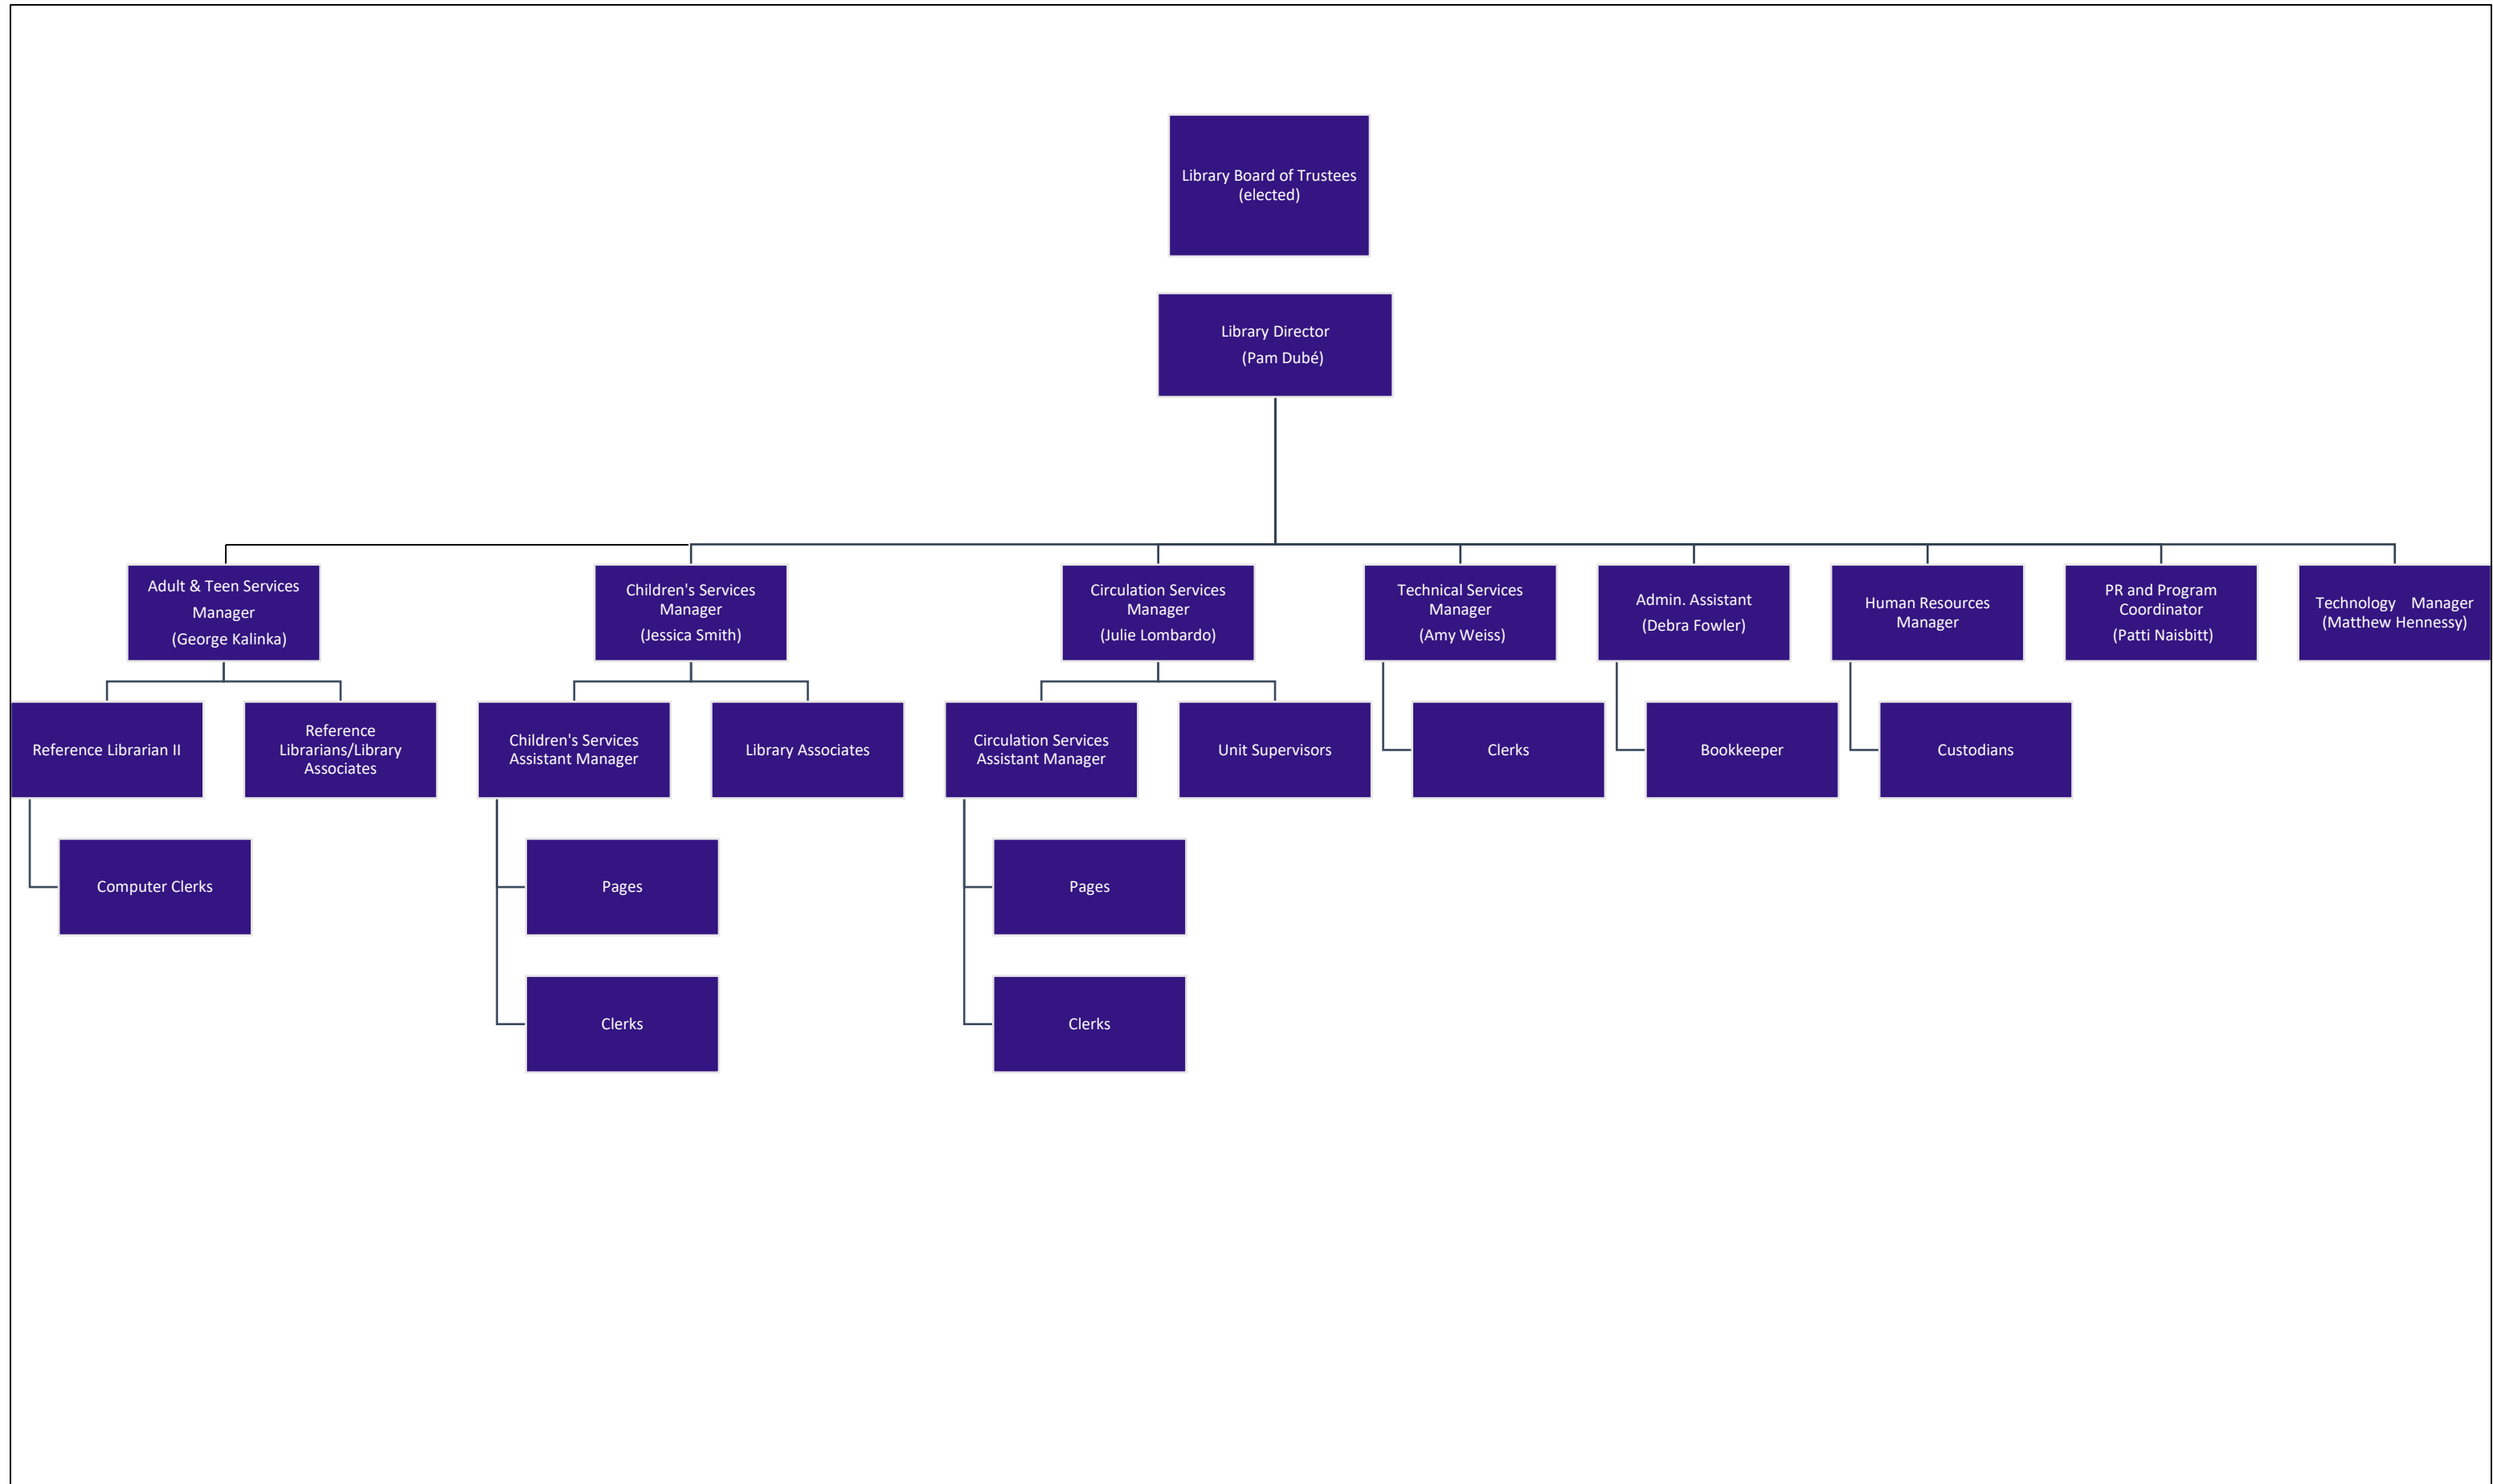 Library Board of Trustees
(elected)
Library Director
(Pam Dubé)
Adult & Teen Services
Manager
(George Kalinka)
Children's Services
Manager
(Jessica Smith)
Circulation Services
Manager
(Julie Lombardo)
Technical Services
Manager
(Amy Weiss)
Admin. Assistant
(Debra Fowler)
Human Resources
Manager
PR and Program
Coordinator
(Patti Naisbitt)
Technology Manager
(Matthew Hennessy)
Reference Librarian II
Reference
Librarians/Library
Associates
Children's Services
Assistant Manager
Library Associates
Circulation Services
Assistant Manager
Unit Supervisors
Clerks
Bookkeeper
Custodians
Computer Clerks
Pages
Pages
Clerks
Clerks